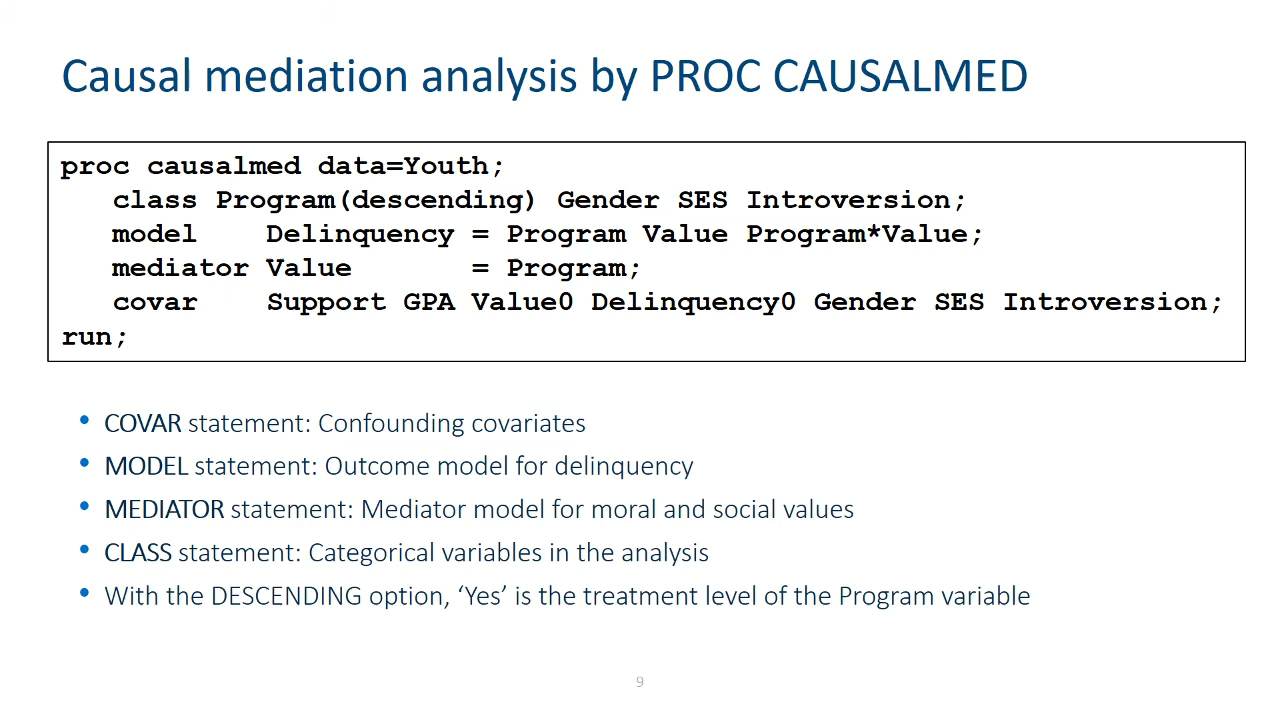 Causal mediation analysis by PROC CAUSALMED
proc causalmed data=Youth;
class Program(descending) Gender SES Introversion;
model Delinquency = Program Value Program*Value;
mediator Value = Program;
covar Support GPA Value0 Delinquency0 Gender SES Introversion;
run;
• COVAR statement: Confounding covariates
• MODEL statement: Outcome model for delinquency
• MEDIATOR statement: Mediator model for moral and social values
• CLASS statement: Categorical variables in the analysis
• With the DESCENDING option, ‘Yes’ is the treatment level of the Program variable
9